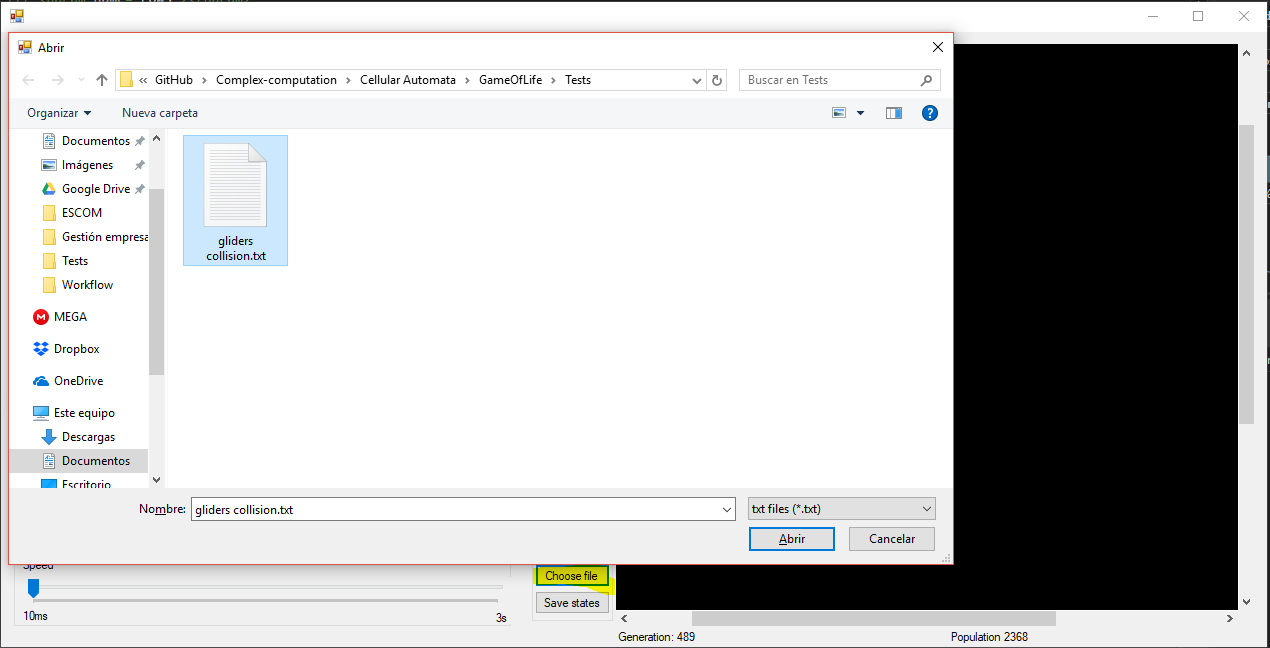 Abrir
« GitHub > Complex-computation > Cellular Automata > GameOfLife > Tests
Buscar en Tests
Organizar
Nueva carpeta
?
Documentos
Imágenes
Google Drive
ESCOM
Gestión empresa
Tests
Workflow
M MEGA
Dropbox
OneDrive
Este equipo
Descargas
Documentos
Escritorio
gliders
collision.txt
Nombre: gliders collision.txt
txt files (*.txt)
Abrir
Cancelar
Speed
10ms
3s
Choose file
Save states
Generation: 489
Population 2368